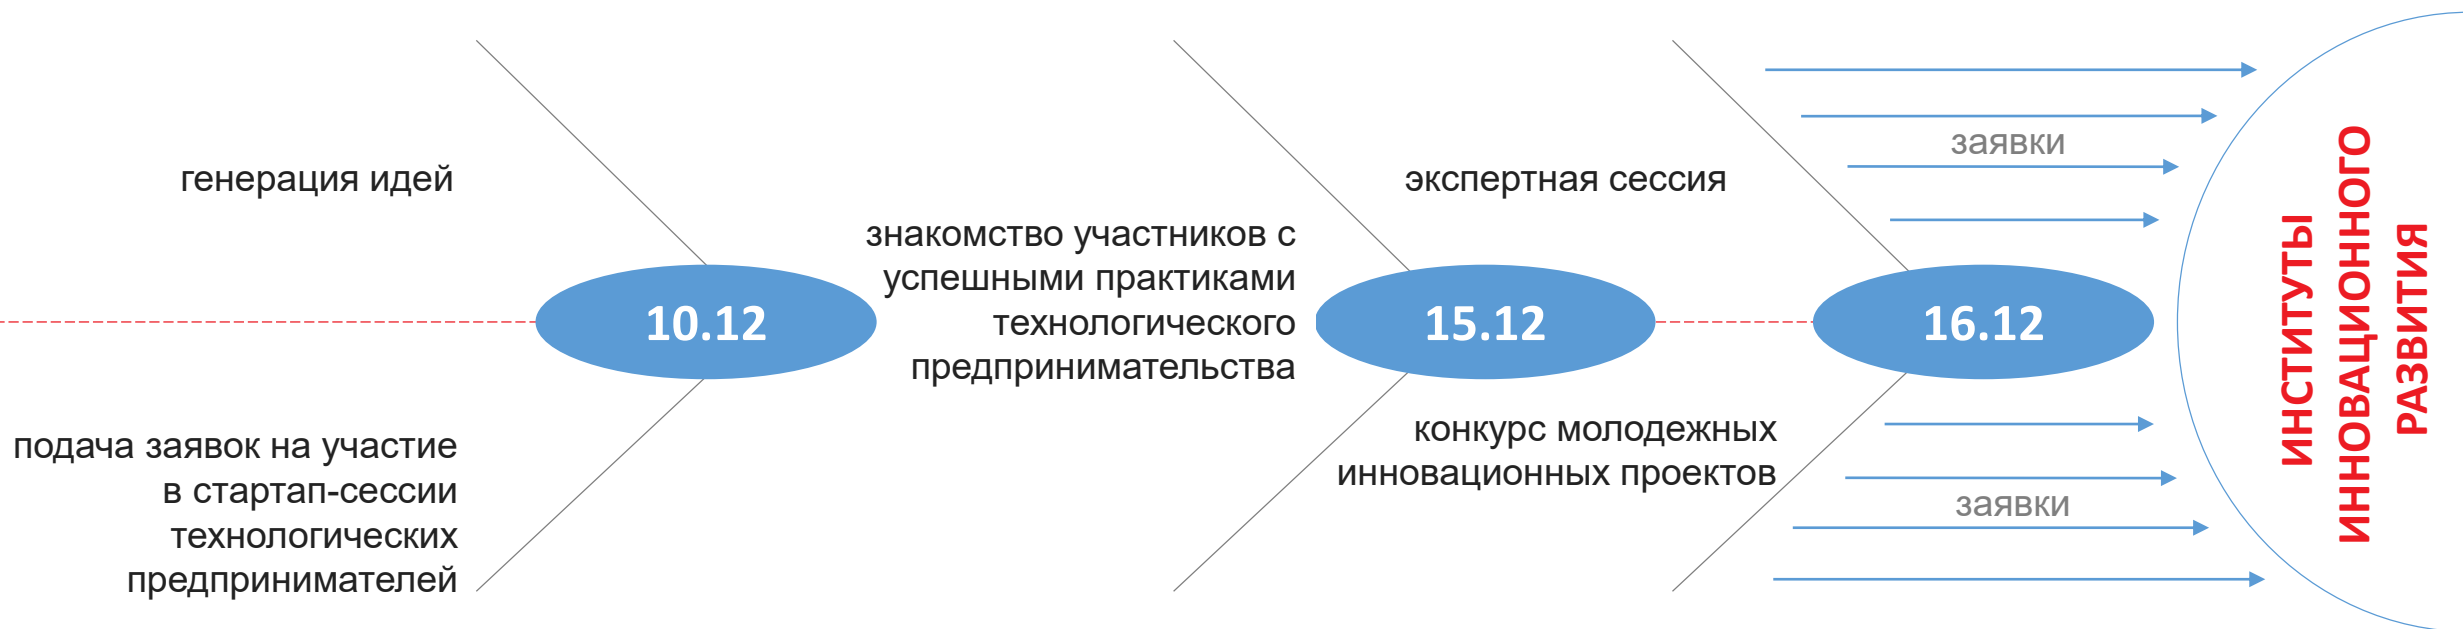 генерация идей
подача заявок на участие
в стартап-сессии
технологических
предпринимателей
10.12
знакомство участников с
успешными практиками
технологического
предпринимательства
15.12
экспертная сессия
конкурс молодежных
инновационных проектов
16.12
заявки
заявки
ИНСТИТУТЫ
ИННОВАЦИОННОГО
РАЗВИТИЯ